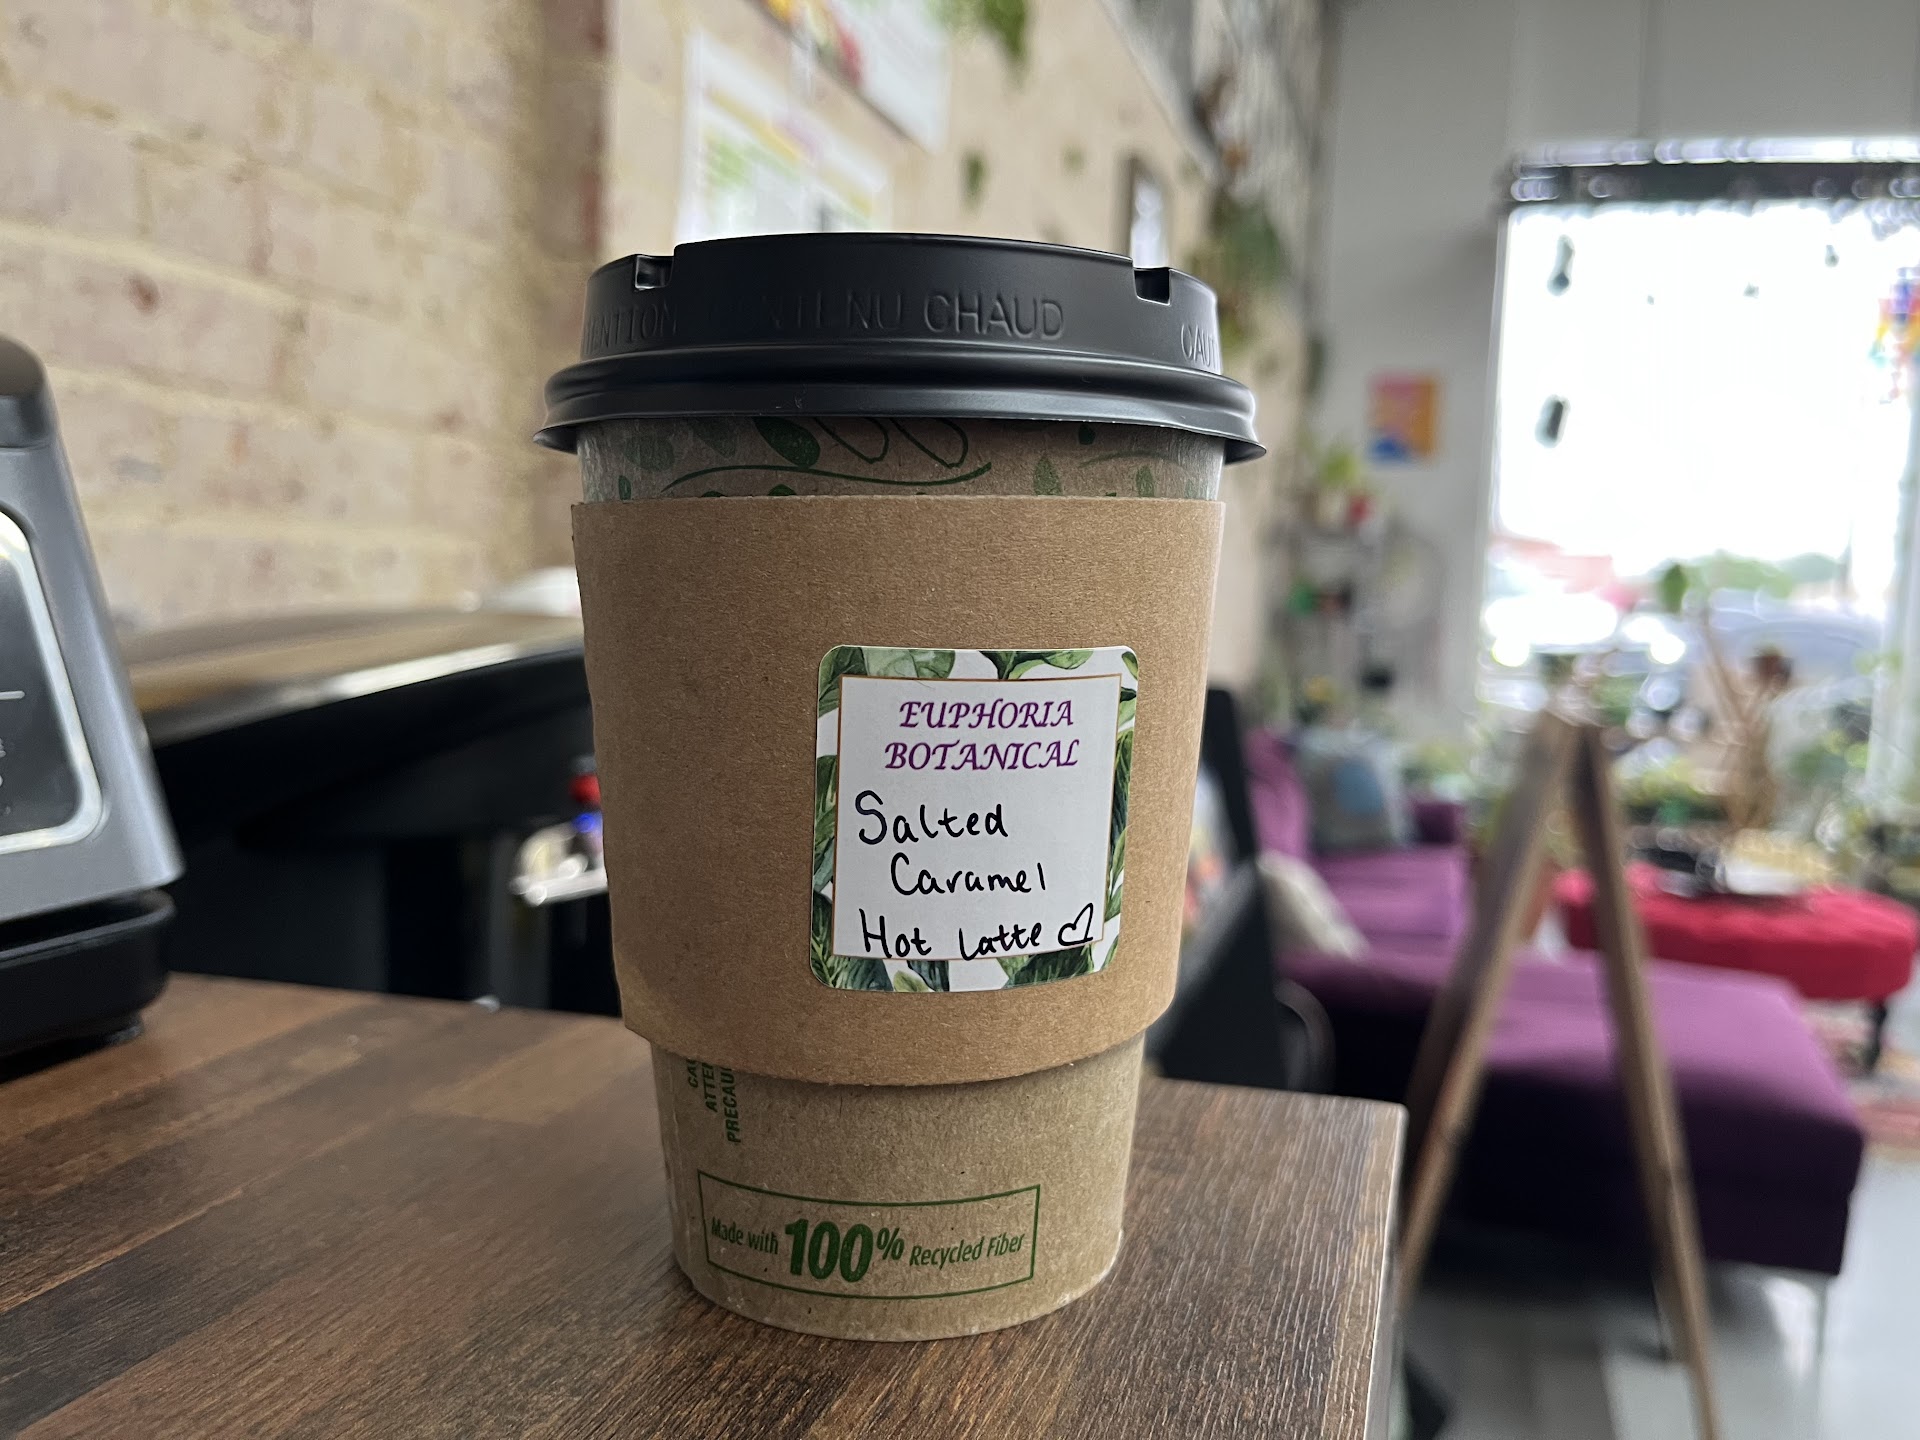 CHAUD
EUPHORIA
BOTANICAL
Salted
Caramel
Hot Latte
Made with 100% Recycled Fiber